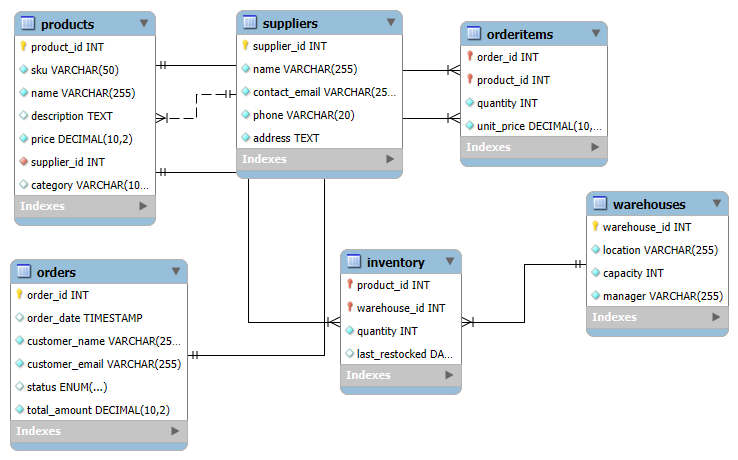 products
product_id INT
sku VARCHAR(50)
name VARCHAR(255)
description TEXT
price DECIMAL(10,2)
supplier_id INT
category VARCHAR(10...
Indexes
suppliers
supplier_id INT
name VARCHAR(255)
contact_email VARCHAR(25...
phone VARCHAR(20)
address TEXT
Indexes
orderitems
order_id INT
product_id INT
quantity INT
unit_price DECIMAL(10,...
Indexes
warehouses
warehouse_id INT
location VARCHAR(255)
capacity INT
manager VARCHAR(255)
Indexes
orders
order_id INT
order_date TIMESTAMP
customer_name VARCHAR(25...
customer_email VARCHAR(255)
status ENUM(...)
total_amount DECIMAL(10,2)
Indexes
inventory
product_id INT
warehouse_id INT
quantity INT
last_restocked DA...
Indexes